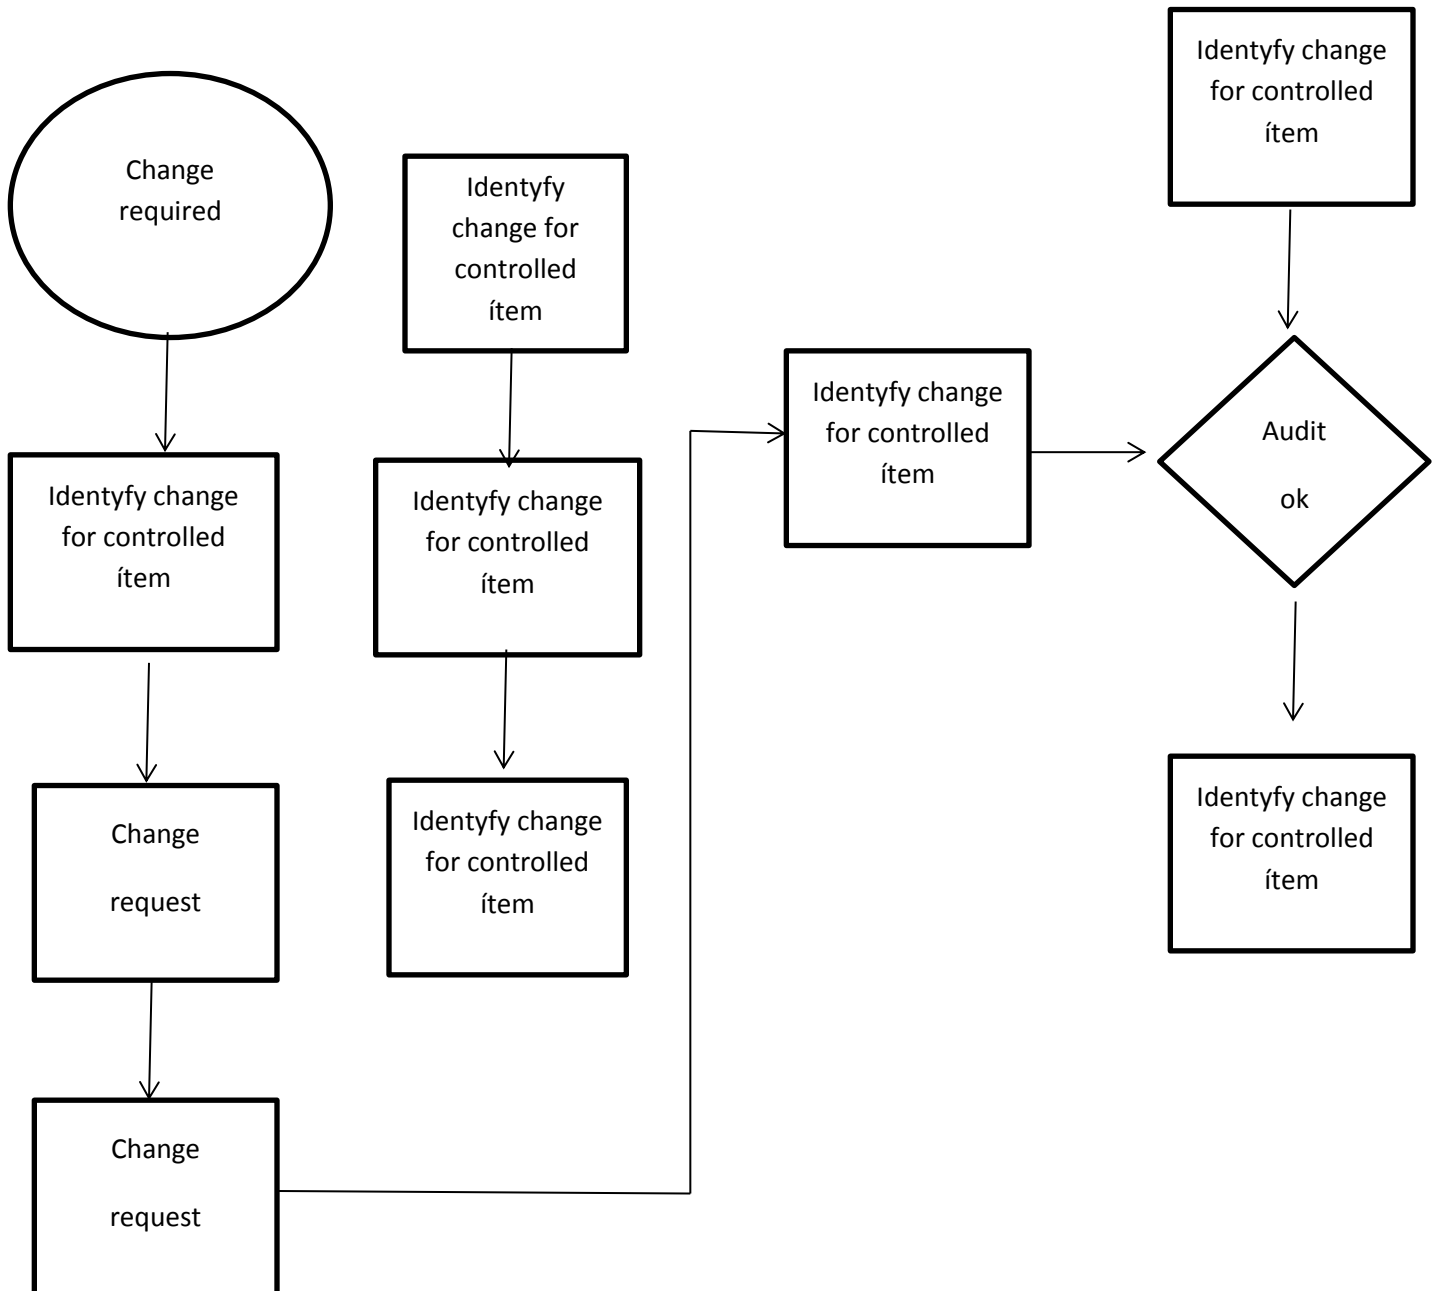 Change
required
Identyfy change
for controlled
ítem
Change
request
Change
request
Identyfy
change for
controlled
ítem
Identyfy change
for controlled
ítem
Identyfy change
for controlled
ítem
Identyfy change
for controlled
ítem
Identyfy change
for controlled
ítem
Audit
ok
Identyfy change
for controlled
ítem